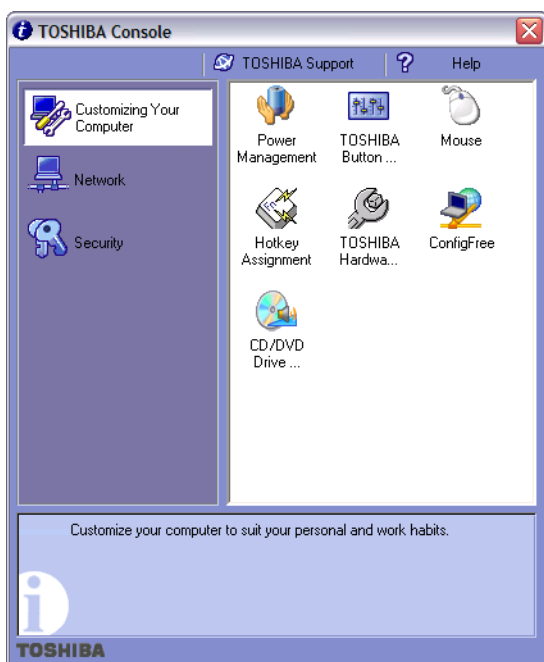 TOSHIBA Console
TOSHIBA Support
Help
Customizing Your
Computer
Network
Security
Power
Management
TOSHIBA
Button ...
Mouse
Hotkey
Assignment
TOSHIBA
Hardwa...
ConfigFree
CD/DVD
Drive ...
Customize your computer to suit your personal and work habits.
TOSHIBA